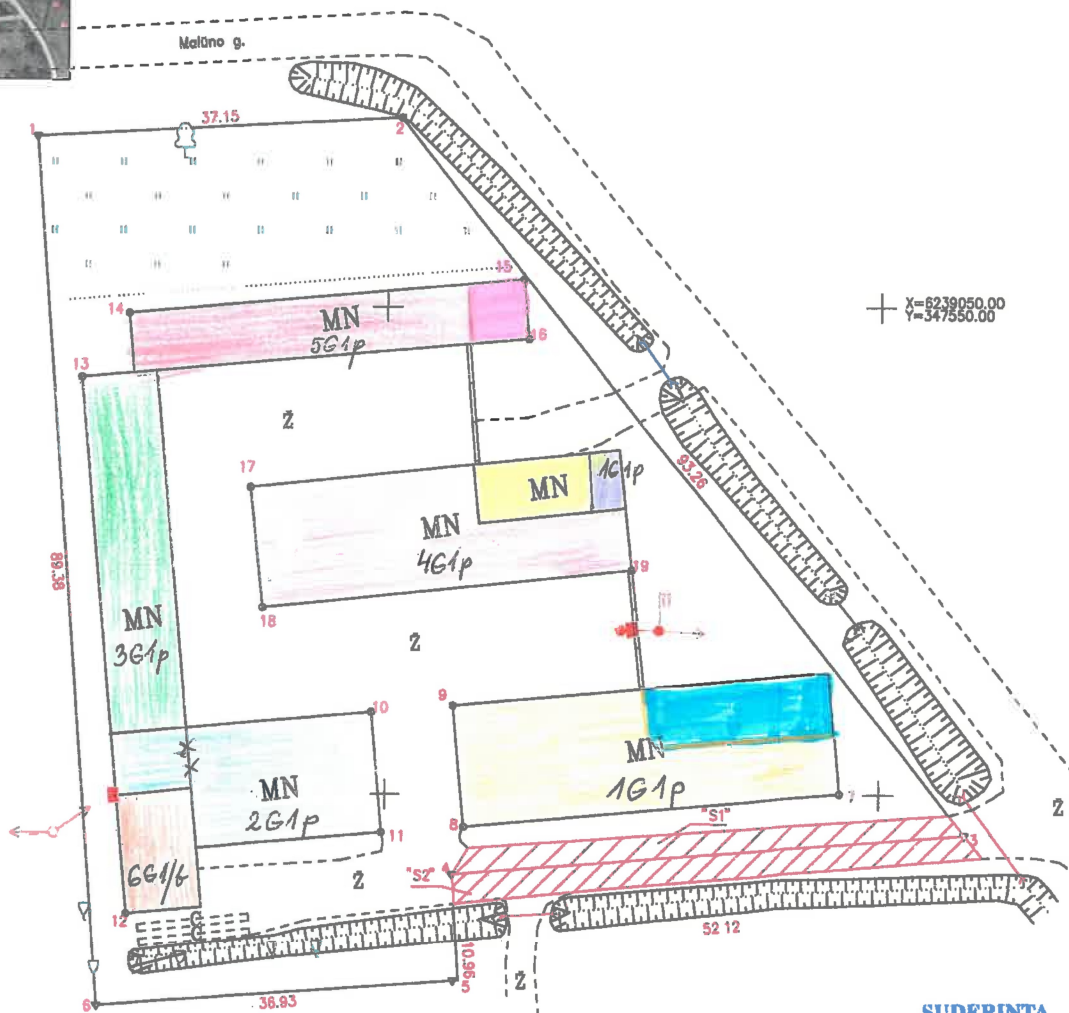 Malūno g.
37.15
1
2
15
14
MN
5G1p
16
X=6239050.00
Y=347550.00
13
Ž
17
MN
1G1p
93.26
MN
4G1p
19
89.38
18
MN
3G1p
Ž
9
10
MN
1G1p
MN
2G1p
7
8
11
"S1"
Ž
3
4
Ž
"S2"
6G1/b
12
52 12
10.96
Ž
5
6
36.93
SUDERINTA